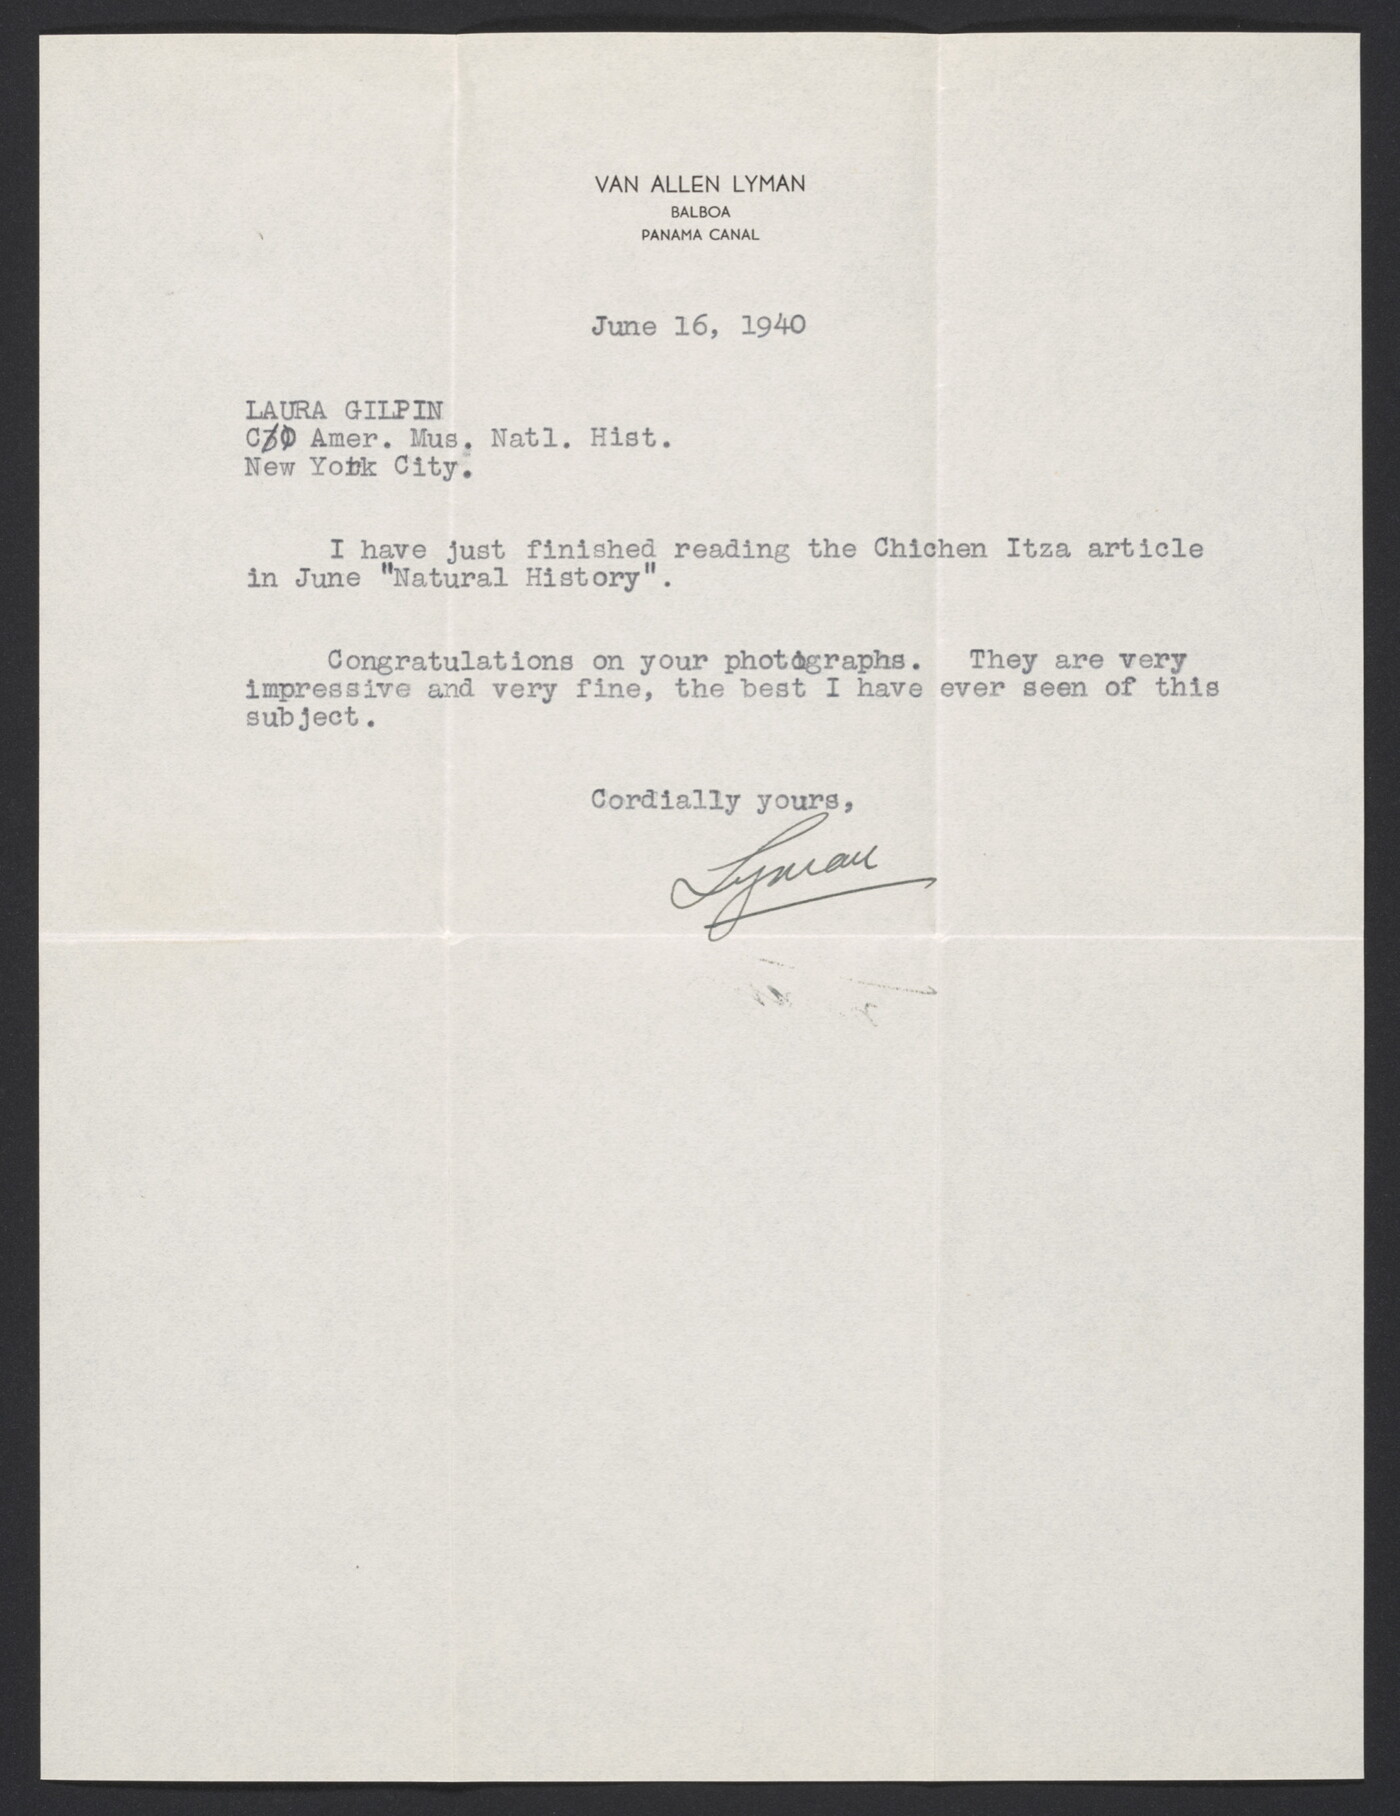 VAN ALLEN LYMAN
BALBOA
PANAMA CANAL
June 16, 1940
LAURA GILPIN
C/O Amer. Mus. Natl. Hist.
New York City.
I have just finished reading the Chichen Itza article
in June "Natural History".
Congratulations on your photographs. They are very
impressive and very fine, the best I have ever seen of this
subject.
Cordially yours,
Lyman